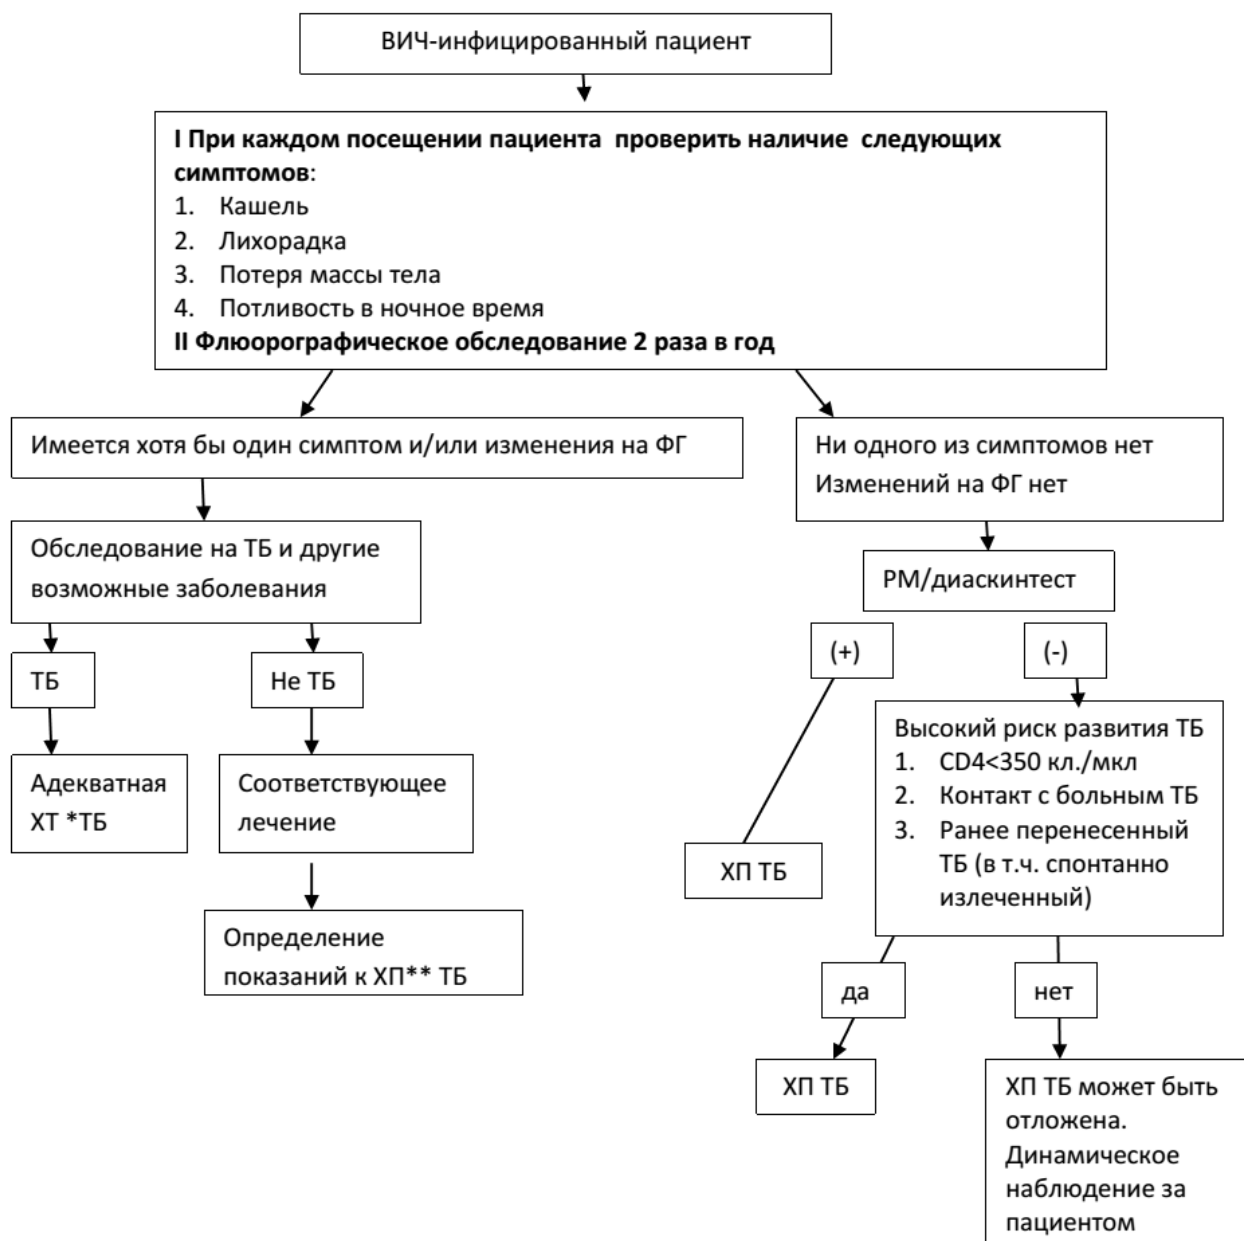 ВИЧ-инфицированный пациент
I При каждом посещении пациента проверить наличие следующих
симптомов:
1. Кашель
2. Лихорадка
3. Потеря массы тела
4. Потливость в ночное время
II Флюорографическое обследование 2 раза в год
Имеется хотя бы один симптом и/или изменения на ФГ
Ни одного из симптомов нет
Изменений на ФГ нет
Обследование на ТБ и другие
возможные заболевания
РМ/диаскинтест
ТБ
Не ТБ
(+)
(-)
Адекватная
ХТ *ТБ
Соответствующее
лечение
Определение
показаний к ХП** ТБ
ХП ТБ
Высокий риск развития ТБ
1. CD4<350 кл./мкл
2. Контакт с больным ТБ
3. Ранее перенесенный
ТБ (в т.ч. спонтанно
излеченный)
да
нет
ХП ТБ
ХП ТБ может быть
отложена.
Динамическое
наблюдение за
пациентом